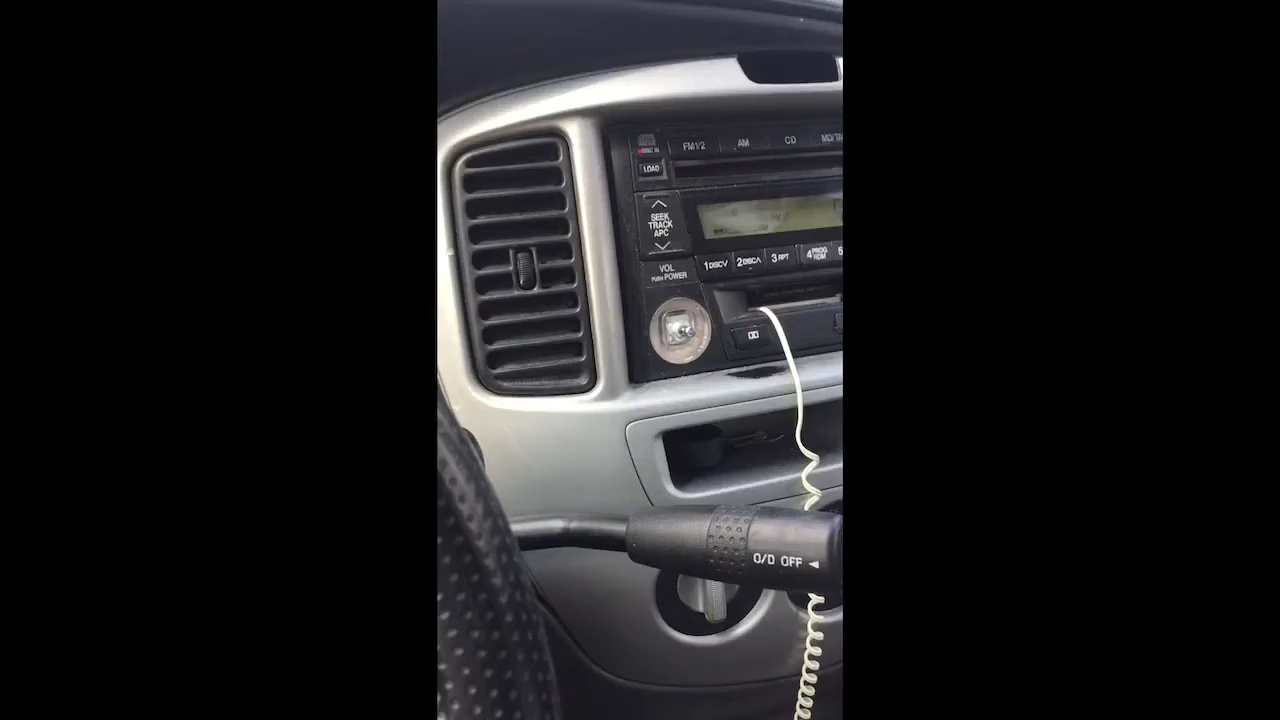 DISC IN
FM1/2
AM
CD
LOAD
SEEK
TRACK
APC
1 DISC∨
2 DISC∧
3 RPT
4 PROG
RDM
5
VOL
PUSH POWER
O/D OFF ◄